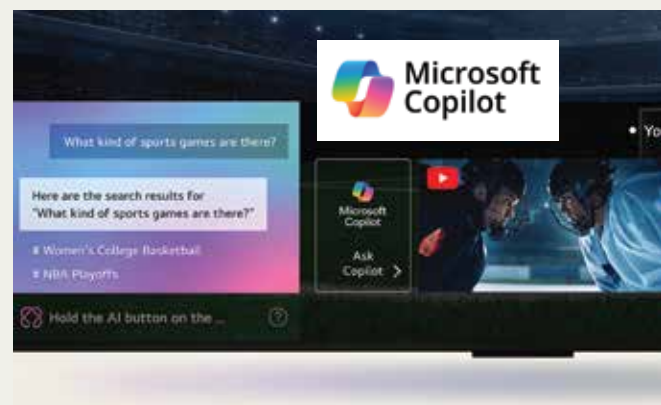 Microsoft
Copilot
What kind of sports games are there?
Here are the search results for
"What kind of sports games are there?"
# Women's College Basketball
# NBA Playoffs
Hold the AI button on the ...
?
Microsoft
Copilot
Ask
Copilot >
• Yo